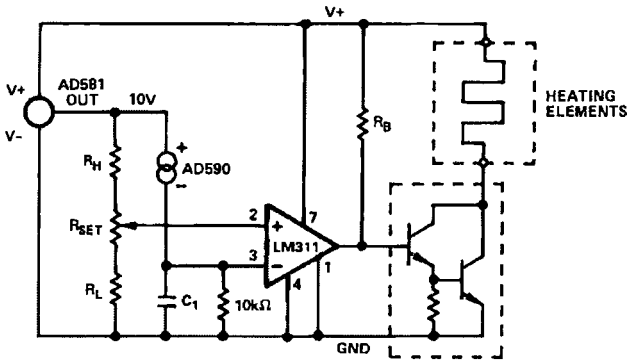 V+
V+
AD581
OUT
10V
V-
R_H
+
AD590
-
R_B
HEATING
ELEMENTS
R_SET
2
+
7
LM311
3
-
1
4
R_L
C_1
10kΩ
GND